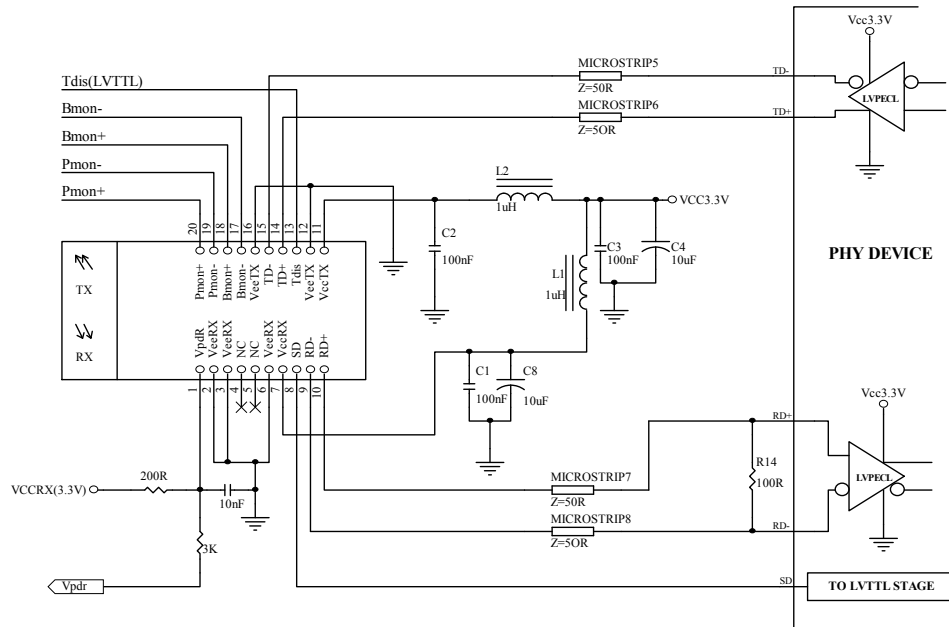 Vcc3.3V
MICROSTRIP5
TD-
Tdis(LVTTL)
Z=50R
LVPECL
Bmon-
MICROSTRIP6
TD+
Z=5OR
Bmon+
Pmon-
L2
Pmon+
1uH
VCC3.3V
20
19
18
17
16
15
14
13
12
11
C2
100nF
C3
100nF
C4
10uF
PHY DEVICE
TX
Pmon+
Pmon-
Bmon+
Bmon-
VeeTX
TD-
TD+
Tdis
VeeTX
VccTX
L1
1uH
RX
VpdR
VeeRX
VeeRX
NC
NC
VeeRX
VccRX
SD
RD-
RD+
1
2
3
4
5
6
7
8
9
10
C1
100nF
C8
10uF
Vcc3.3V
RD+
200R
VCCRX(3.3V)
10nF
MICROSTRIP7
Z=50R
R14
100R
LVPECL
MICROSTRIP8
RD-
Z=5OR
3K
Vpdr
SD
TO LVTTL STAGE